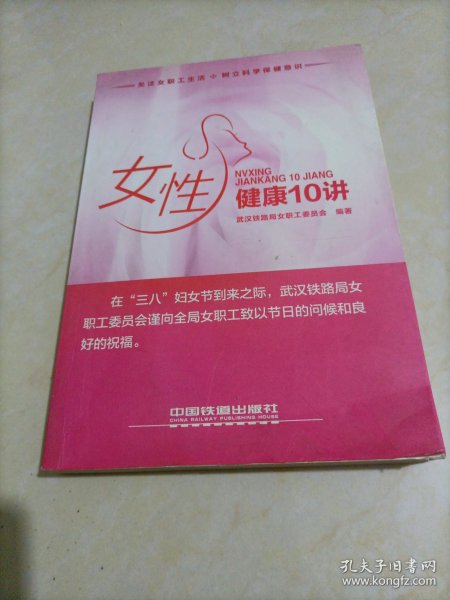 关注女职工生活 树立科学保健意识
女性
NVXING
JIANKANG 10 JIANG
健康10讲
武汉铁路局女职工委员会 编著
在“三八”妇女节到来之际，武汉铁路局女
职工委员会谨向全局女职工致以节日的问候和良
好的祝福。
中国铁道出版社
CHINA RAILWAY PUBLISHING HOUSE
孔夫子旧书网
www.kongfz.com